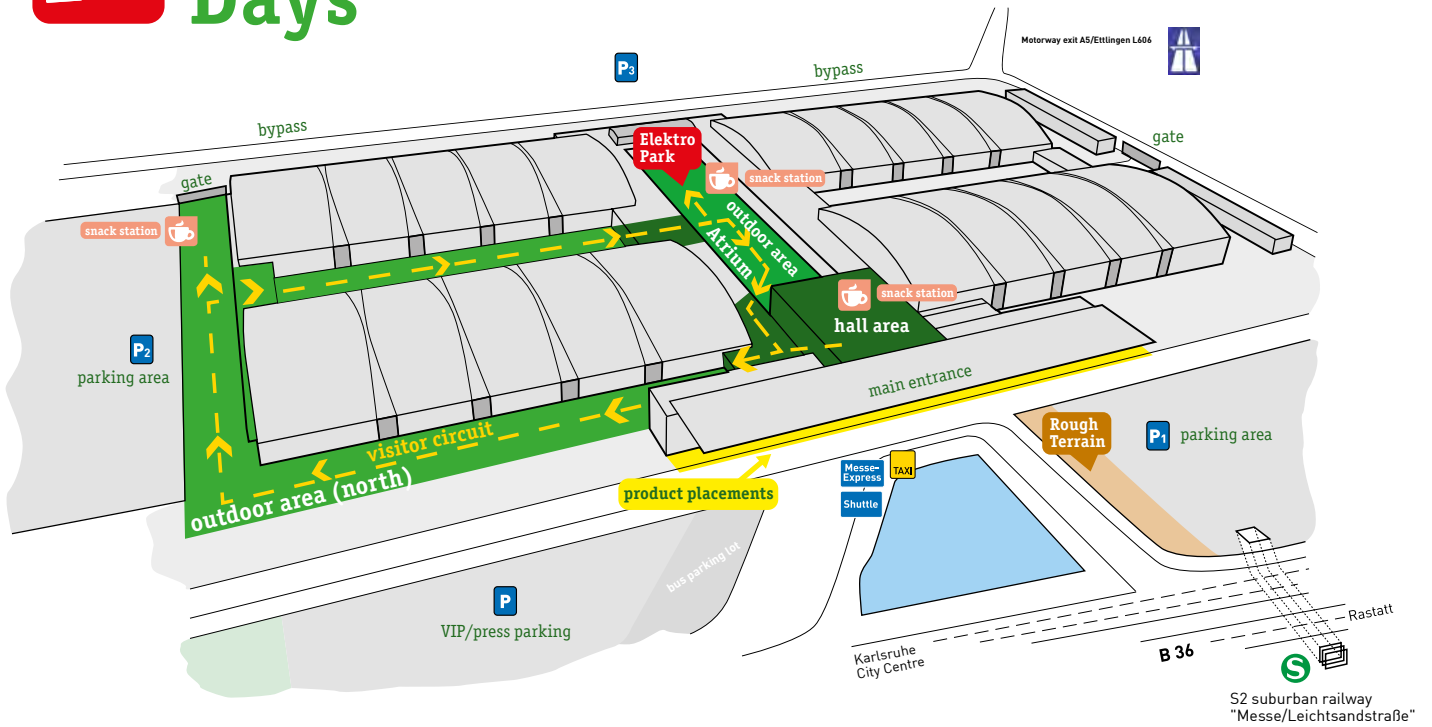 Days
Motorway exit A5/Ettlingen L606
P3
bypass
bypass
gate
Elektro
Park
snack station
gate
snack station
outdoor area
Atrium
snack station
hall area
P2
parking area
main entrance
visitor circuit
outdoor area (north)
Rough
Terrain
P1
parking area
Messe-
Express
TAXI
Shuttle
product placements
bus parking lot
P
VIP/press parking
Karlsruhe
City Centre
B 36
Rastatt
S
S2 suburban railway
"Messe/Leichtsandstraße"